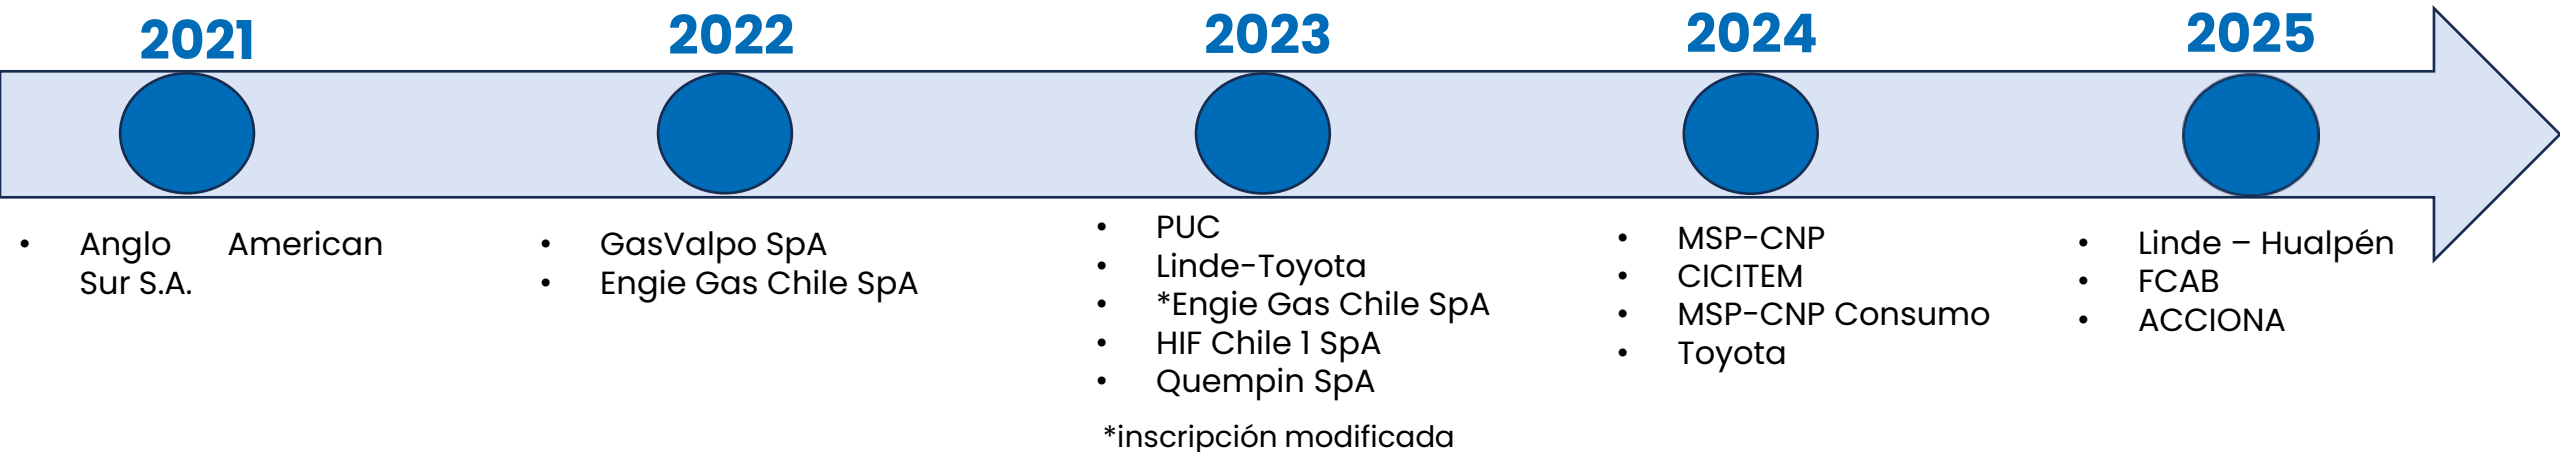 2021
• Anglo American
Sur S.A.
2022
• GasValpo SpA
• Engie Gas Chile SpA
2023
• PUC
• Linde-Toyota
• *Engie Gas Chile SpA
• HIF Chile 1 SpA
• Quempin SpA
*inscripción modificada
2024
• MSP-CNP
• CICITEM
• MSP-CNP Consumo
• Toyota
2025
• Linde – Hualpén
• FCAB
• ACCIONA